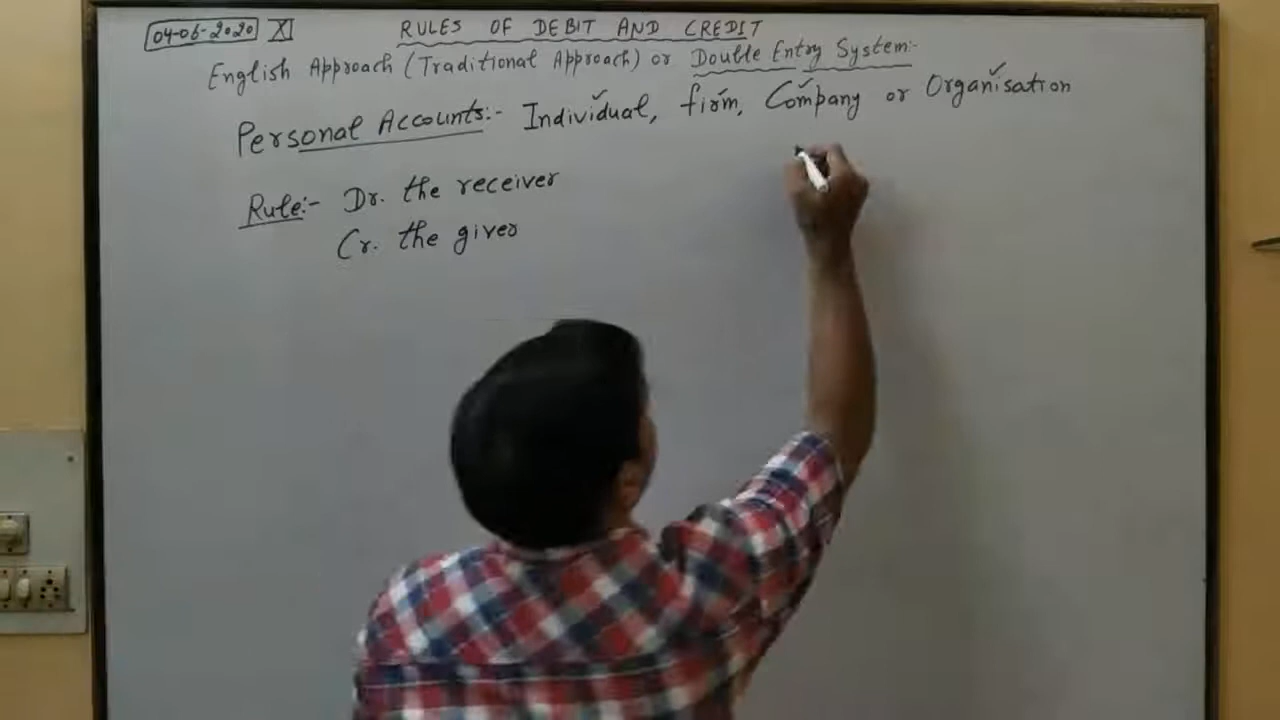 04-06-2020 XI RULES OF DEBIT AND CREDIT
English Approach (Traditional Approach) or Double Entry System:-
Personal Accounts:- Individual, firm, Company or Organisation
Rule:- Dr. the receiver
Cr. the giver